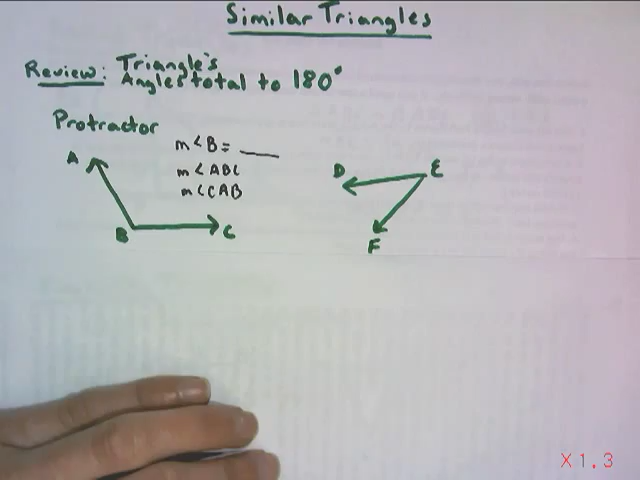 Similar Triangles
Review: Triangle's
Angles total to 180°
Protractor
m<B= ___
m<ABC
m<CAB
A
B
C
D
E
F
X1.3